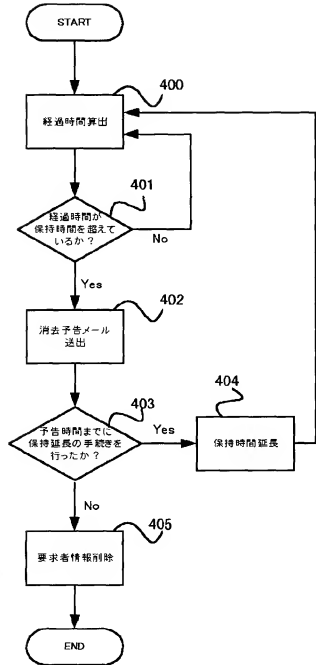 START
400
経過時間算出
401
経過時間が
保持時間を超えて
いるか？
No
Yes
402
消去予告メール
送出
403
予告時間までに
保持延長の手続きを
行ったか？
Yes
404
保持時間延長
No
405
要求者情報削除
END